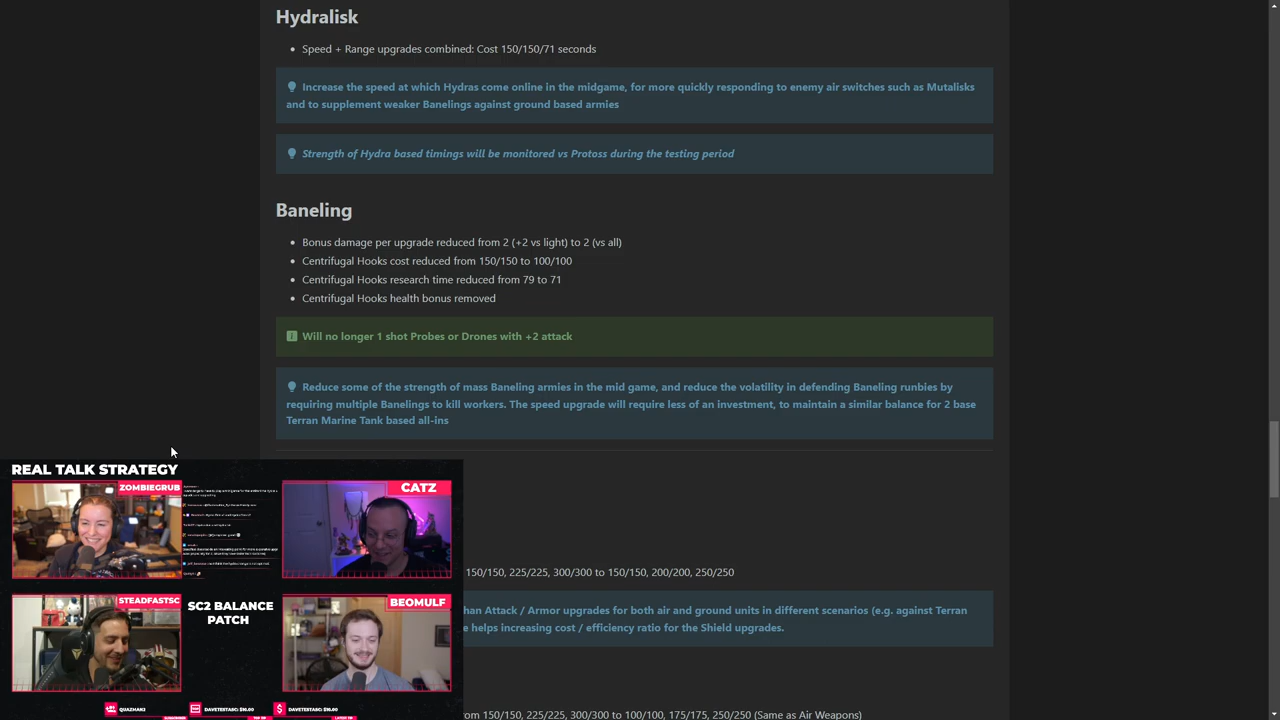 Hydralisk
Speed + Range upgrades combined: Cost 150/150/71 seconds
Increase the speed at which Hydras come online in the midgame, for more quickly responding to enemy air switches such as Mutalisks
and to supplement weaker Banelings against ground based armies
Strength of Hydra based timings will be monitored vs Protoss during the testing period
Baneling
Bonus damage per upgrade reduced from 2 (+2 vs light) to 2 (vs all)
Centrifugal Hooks cost reduced from 150/150 to 100/100
Centrifugal Hooks research time reduced from 79 to 71
Centrifugal Hooks health bonus removed
Will no longer 1 shot Probes or Drones with +2 attack
Reduce some of the strength of mass Baneling armies in the mid game, and reduce the volatility in defending Baneling runbies by
requiring multiple Banelings to kill workers. The speed upgrade will require less of an investment, to maintain a similar balance for 2 base
Terran Marine Tank based all-ins
REAL TALK STRATEGY
ZOMBIEGRUB
CATZ
150/150, 225/225, 300/300 to 150/150, 200/200, 250/250
STEADFASTSC
SC2 BALANCE
PATCH
BEOMULF
han Attack / Armor upgrades for both air and ground units in different scenarios (e.g. against Terran
e helps increasing cost / efficiency ratio for the Shield upgrades.
QUAZHAN2
DAVETESTASC: $10.00
DAVETESTASC: $10.00
om 150/150, 225/225, 300/300 to 100/100, 175/175, 250/250 (Same as Air Weapons)